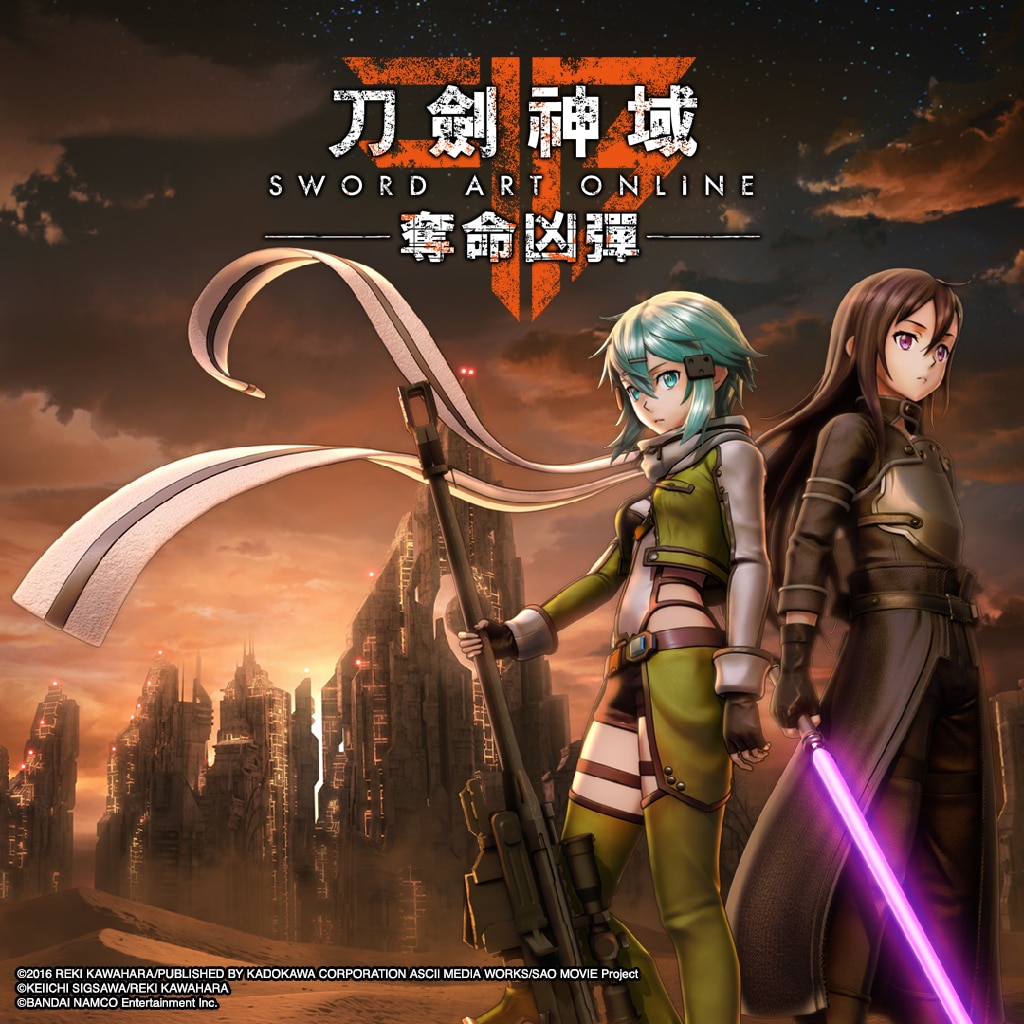 刀劍神域
SWORD ART ONLINE
奪命凶彈
©2016 REKI KAWAHARA/PUBLISHED BY KADOKAWA CORPORATION ASCII MEDIA WORKS/SAO MOVIE Project
©KEIICHI SIGSAWA/REKI KAWAHARA
©BANDAI NAMCO Entertainment Inc.